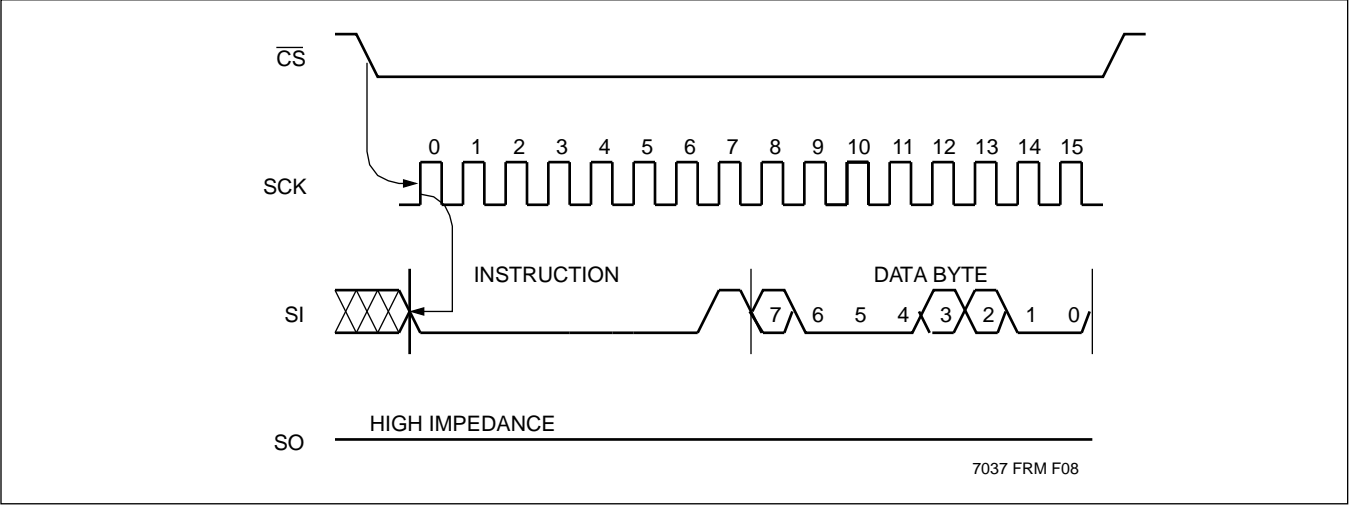 CS
0 1 2 3 4 5 6 7 8 9 10 11 12 13 14 15
SCK
INSTRUCTION DATA BYTE
SI 7 6 5 4 3 2 1 0
HIGH IMPEDANCE
SO
7037 FRM F08